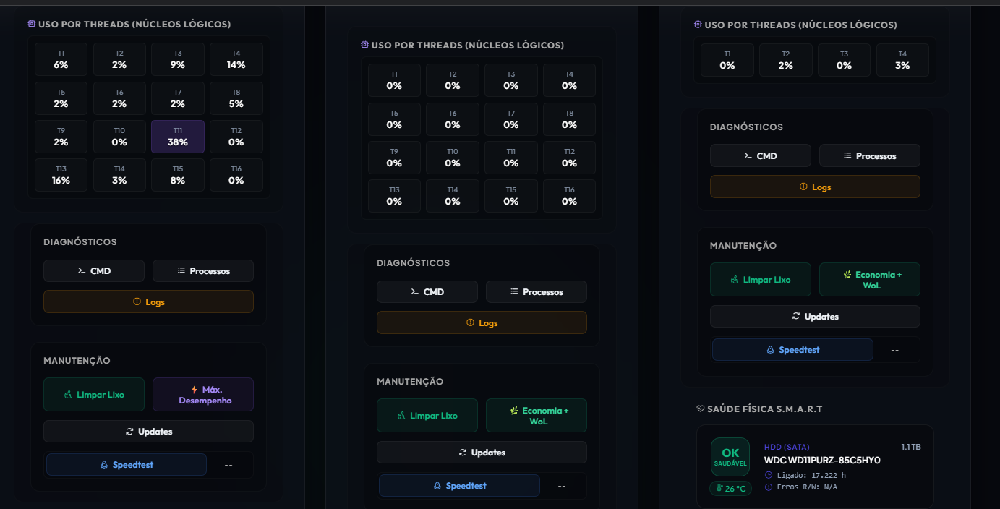 USO POR THREADS (NÚCLEOS LÓGICOS)
T1 T2 T3 T4
6% 2% 9% 14%
T5 T6 T7 T8
2% 2% 2% 5%
T9 T10 T11 T12
2% 0% 38% 0%
T13 T14 T15 T16
16% 3% 8% 0%
DIAGNÓSTICOS
CMD Processos
Logs
MANUTENÇÃO
Limpar Lixo
Máx.
Desempenho
Updates
Speedtest --
USO POR THREADS (NÚCLEOS LÓGICOS)
T1 T2 T3 T4
0% 0% 0% 0%
T5 T6 T7 T8
0% 0% 0% 0%
T9 T10 T11 T12
0% 0% 0% 0%
T13 T14 T15 T16
0% 0% 0% 0%
DIAGNÓSTICOS
CMD Processos
Logs
MANUTENÇÃO
Limpar Lixo
Economia +
WoL
Updates
Speedtest --
USO POR THREADS (NÚCLEOS LÓGICOS)
T1 T2 T3 T4
0% 2% 0% 3%
DIAGNÓSTICOS
CMD Processos
Logs
MANUTENÇÃO
Limpar Lixo
Economia +
WoL
Updates
Speedtest --
SAÚDE FÍSICA S.M.A.R.T
OK
SAUDÁVEL
26 °C
HDD (SATA) 1.1 TB
WDC WD11PURZ-85C5HY0
Ligado: 17.222 h
Erros R/W: N/A